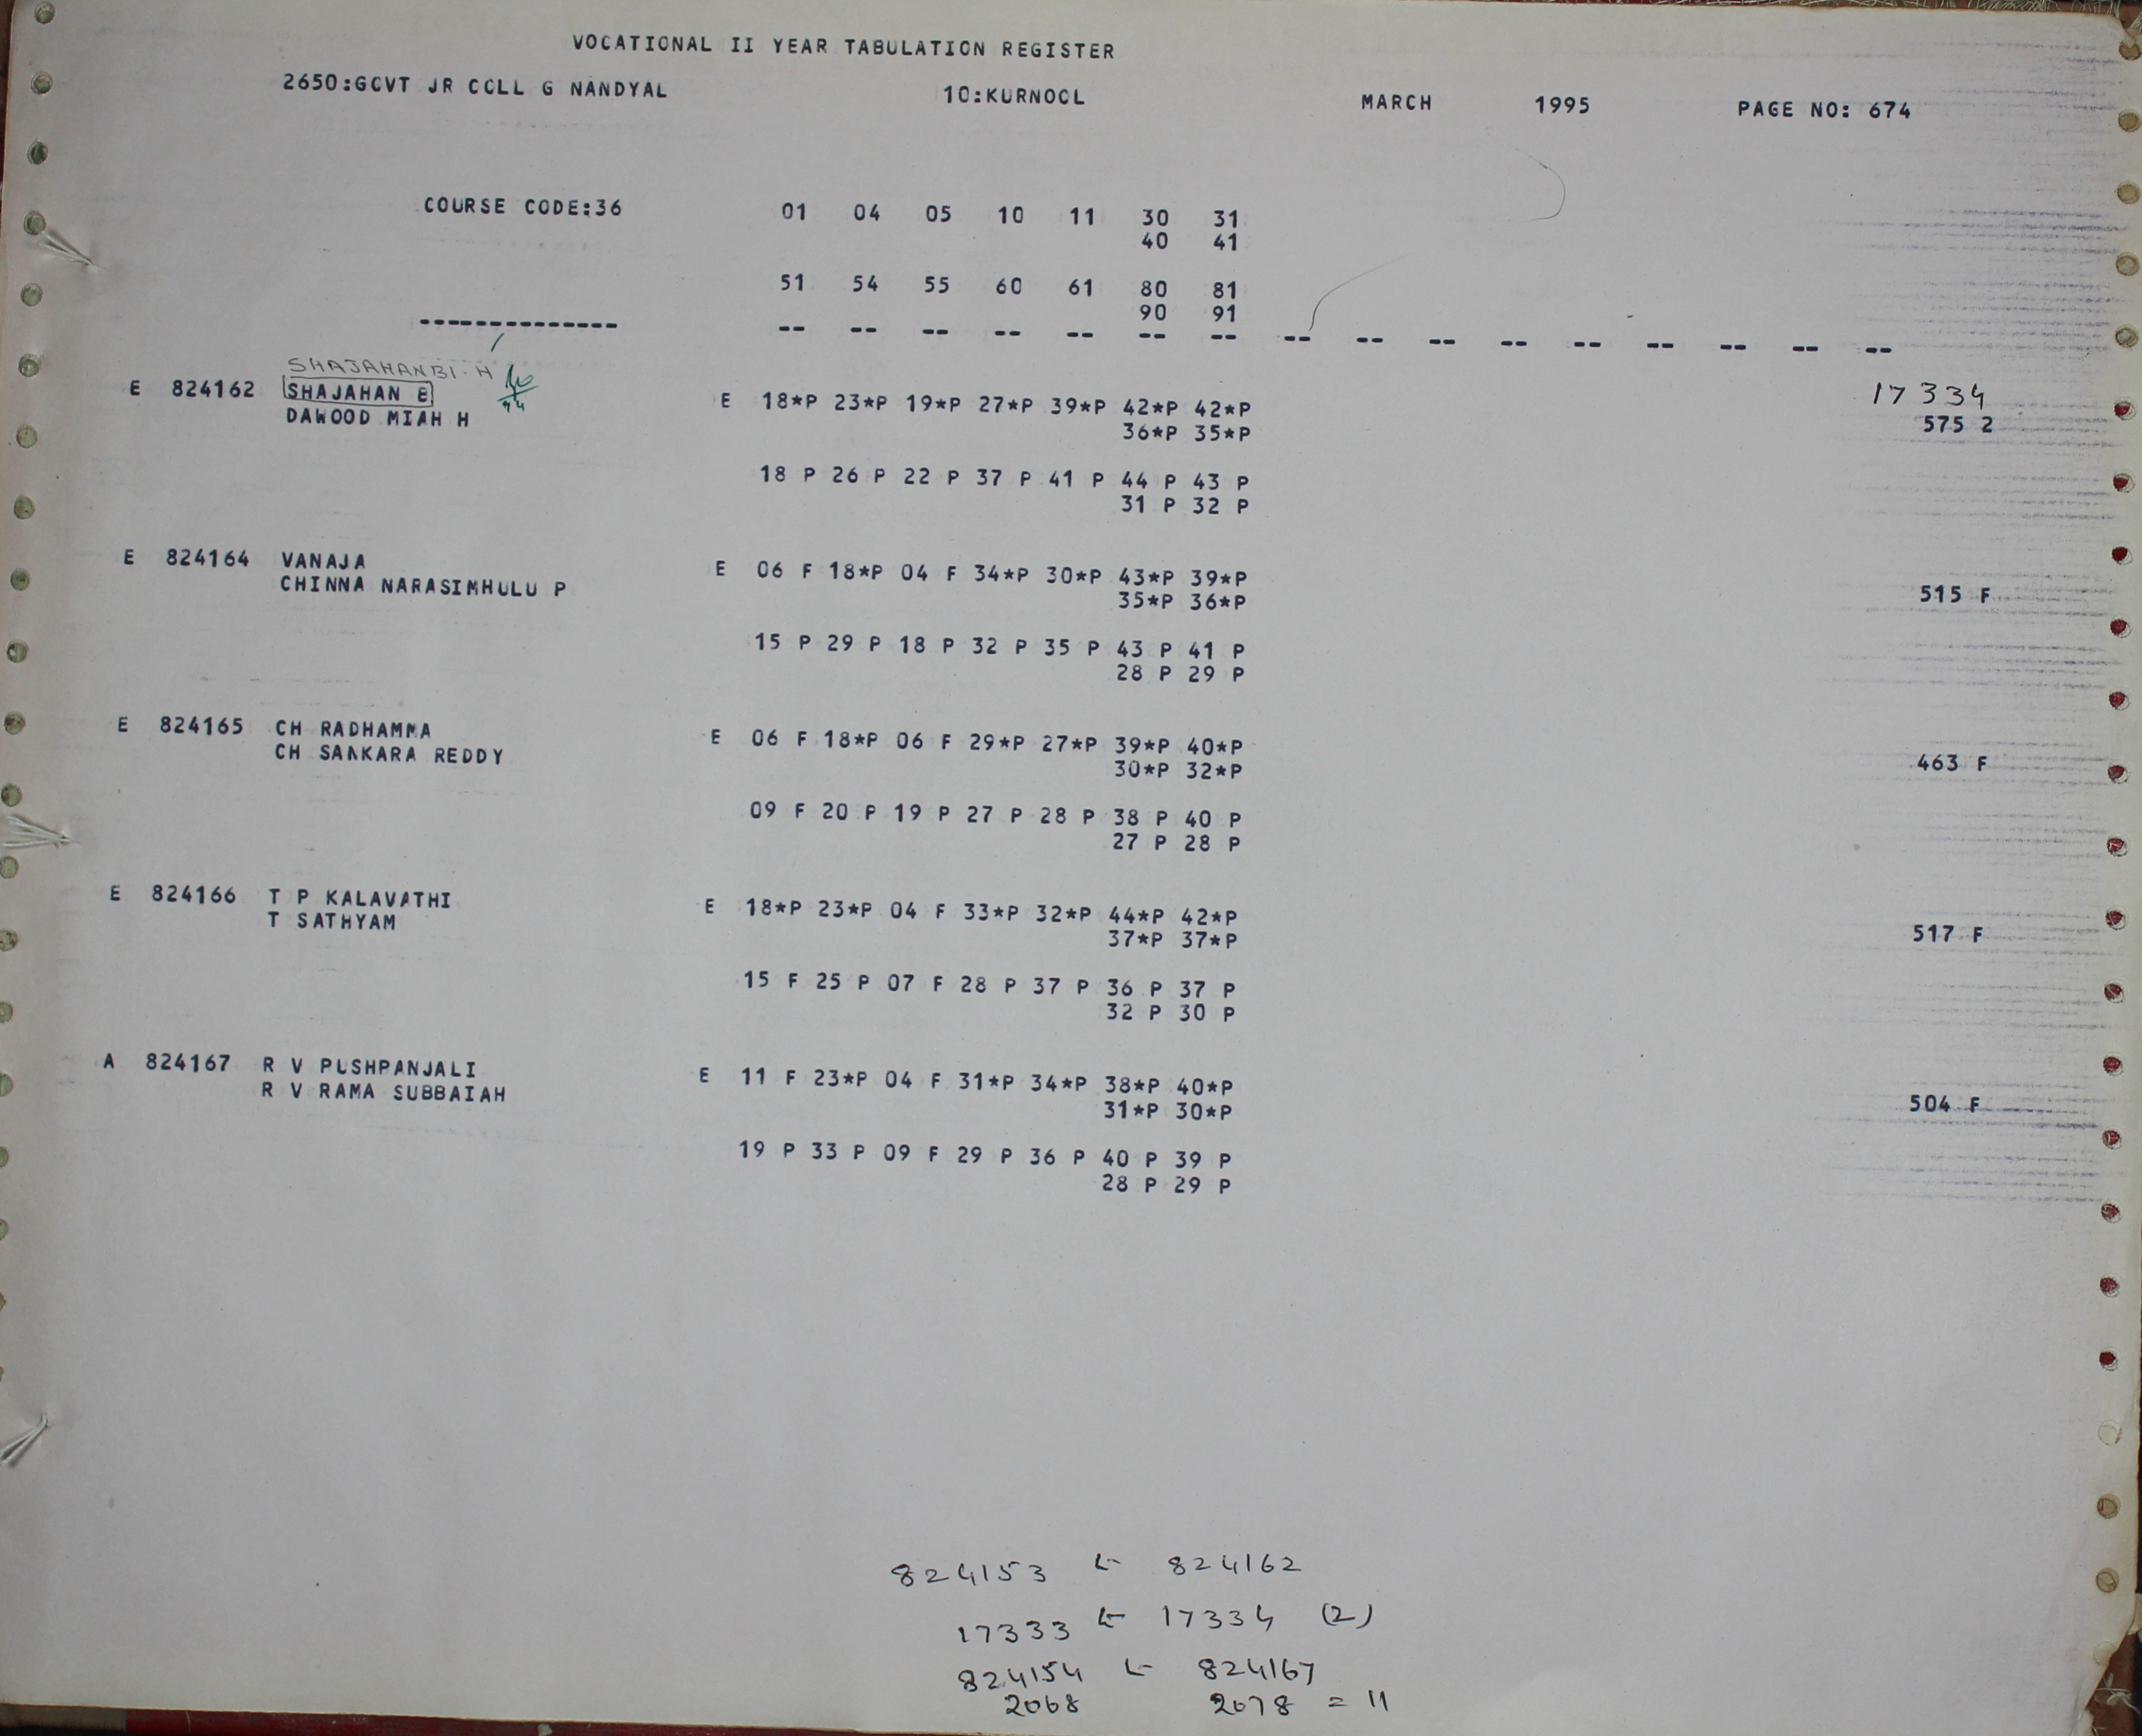 VOCATIONAL II YEAR TABULATION REGISTER
2650:GCVT JR CCLL G NANDYAL 10:KURNOCL MARCH 1995 PAGE NO: 674
COURSE CODE:36 01 04 05 10 11 30 31
40 41
51 54 55 60 61 80 81
90 91
-------------- -- -- -- -- -- -- -- -- -- -- -- -- -- -- -- --
SHAJAHANBI. H
E 824162 SHAJAHAN B E 18*P 23*P 19*P 27*P 39*P 42*P 42*P 17334
DAWOOD MIAH H 36*P 35*P 575 2
18 P 26 P 22 P 37 P 41 P 44 P 43 P
31 P 32 P
E 824164 VANAJA E 06 F 18*P 04 F 34*P 30*P 43*P 39*P
CHINNA NARASIMHULU P 35*P 36*P 515 F
15 P 29 P 18 P 32 P 35 P 43 P 41 P
28 P 29 P
E 824165 CH RADHAMMA E 06 F 18*P 06 F 29*P 27*P 39*P 40*P
CH SANKARA REDDY 30*P 32*P 463 F
09 F 20 P 19 P 27 P 28 P 38 P 40 P
27 P 28 P
E 824166 T P KALAVATHI E 18*P 23*P 04 F 33*P 32*P 44*P 42*P
T SATHYAM 37*P 37*P 517 F
15 F 25 P 07 F 28 P 37 P 36 P 37 P
32 P 30 P
A 824167 R V PUSHPANJALI E 11 F 23*P 04 F 31*P 34*P 38*P 40*P
R V RAMA SUBBAIAH 31*P 30*P 504 F
19 P 33 P 09 F 29 P 36 P 40 P 39 P
28 P 29 P
824153 ← 824162
17333 ← 17334 (2)
824154 ← 824167
2068 2078 = 11